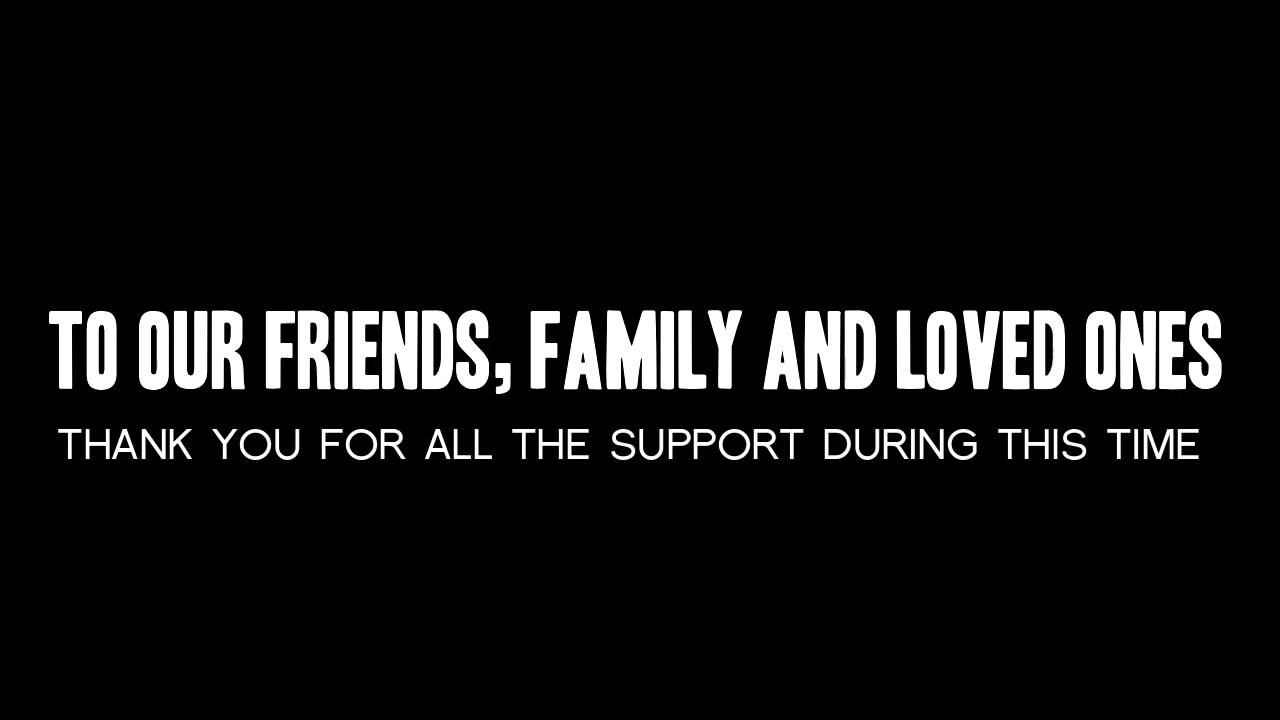 TO OUR FRIENDS, FAMILY AND LOVED ONES
THANK YOU FOR ALL THE SUPPORT DURING THIS TIME